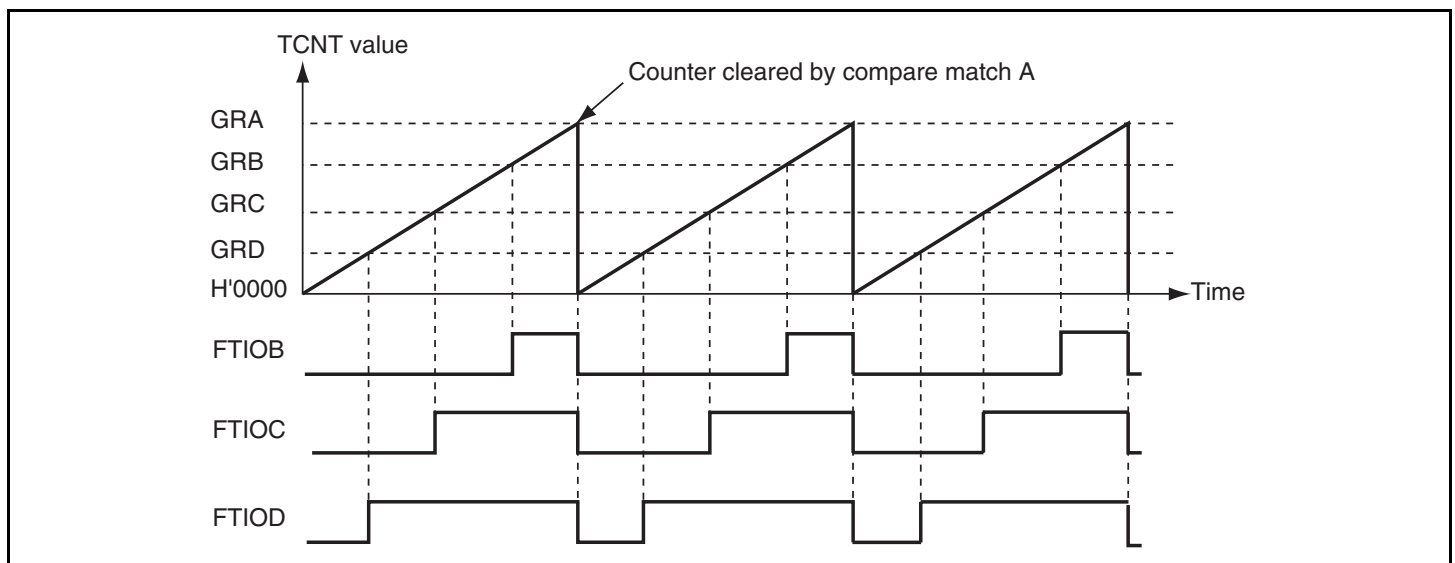 TCNT value
Counter cleared by compare match A
GRA
GRB
GRC
GRD
H'0000
Time
FTIOB
FTIOC
FTIOD